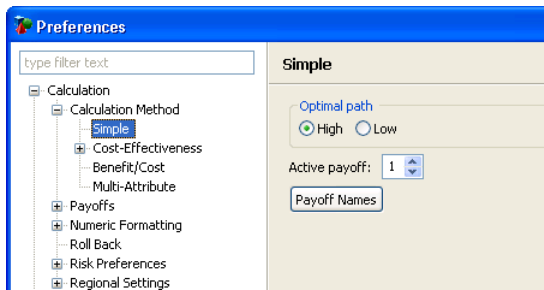 Preferences
type filter text
Calculation
Calculation Method
Simple
Cost-Effectiveness
Benefit/Cost
Multi-Attribute
Payoffs
Numeric Formatting
Roll Back
Risk Preferences
Regional Settings
Simple
Optimal path
High Low
Active payoff: 1
Payoff Names